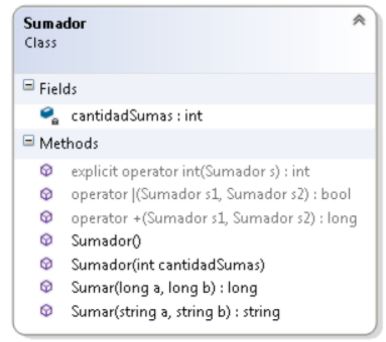 Sumador
Class
Fields
cantidadSumas : int
Methods
explicit operator int(Sumador s) : int
operator |(Sumador s1, Sumador s2) : bool
operator +(Sumador s1, Sumador s2) : long
Sumador()
Sumador(int cantidadSumas)
Sumar(long a, long b) : long
Sumar(string a, string b) : string